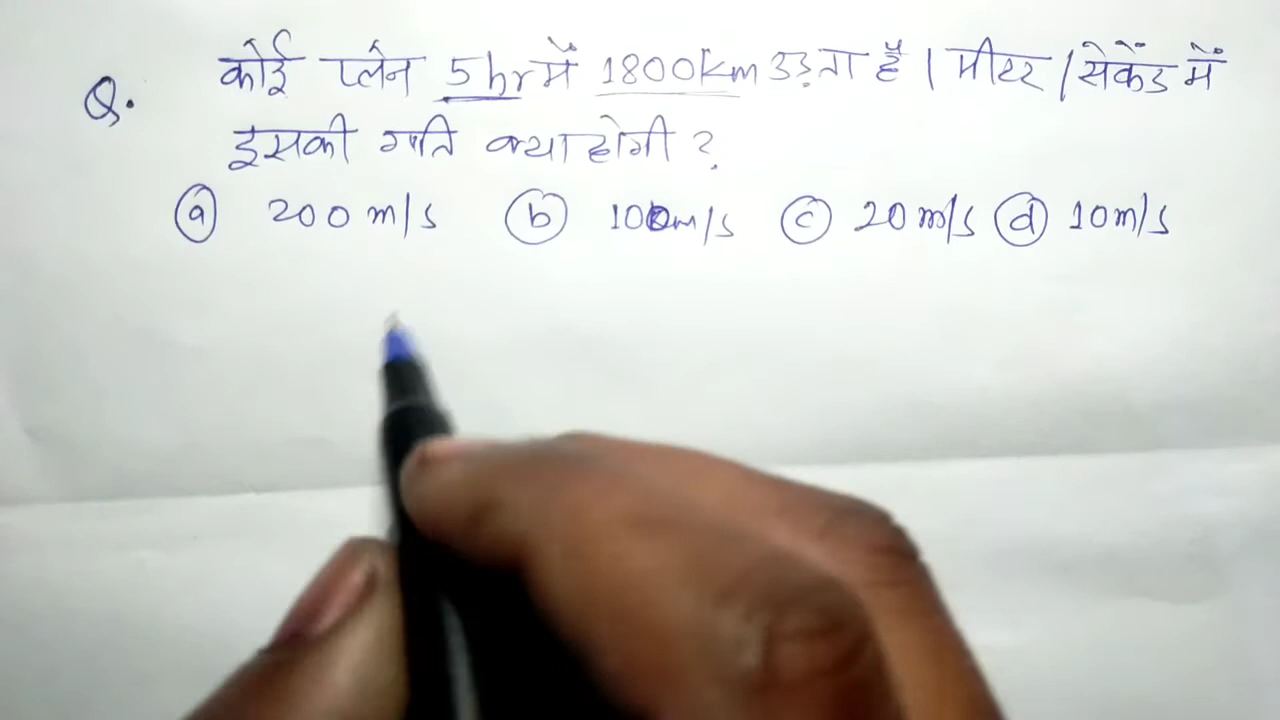 Q. कोई प्लेन 5hr में 1800km उड़ता है । मीटर / सेकेंड में
इसकी गति क्या होगी ?
(a) 200 m/s (b) 100m/s (c) 20 m/s (d) 10m/s